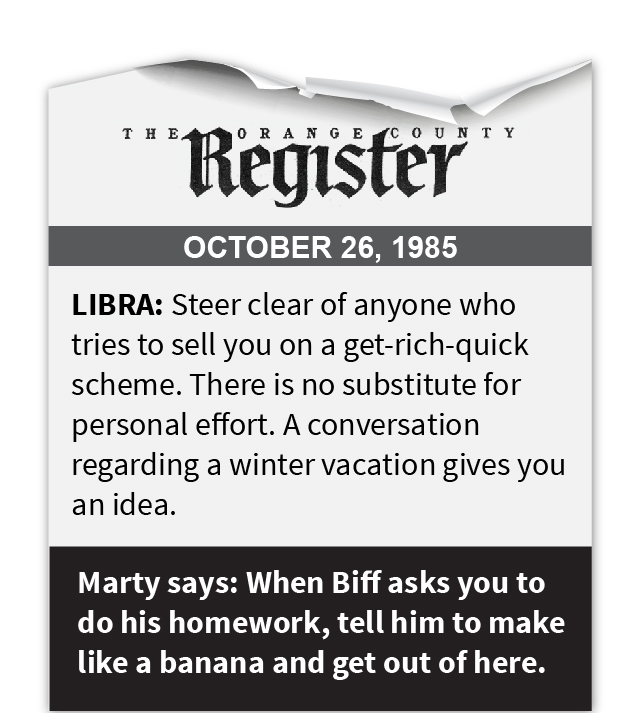 THE ORANGE COUNTY
Register
OCTOBER 26, 1985
LIBRA: Steer clear of anyone who
tries to sell you on a get-rich-quick
scheme. There is no substitute for
personal effort. A conversation
regarding a winter vacation gives you
an idea.
Marty says: When Biff asks you to
do his homework, tell him to make
like a banana and get out of here.